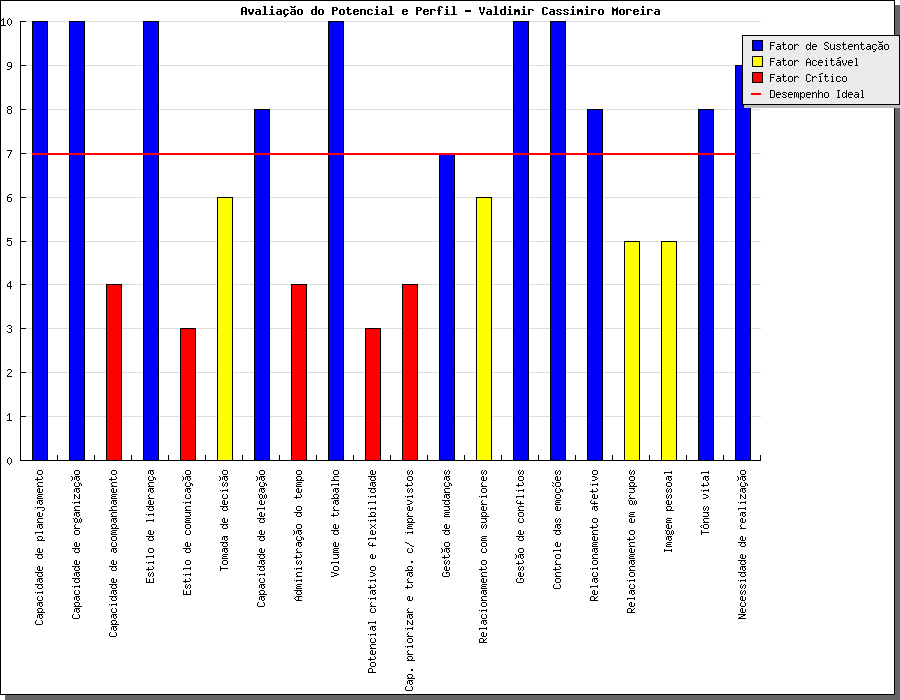 Avaliação do Potencial e Perfil - Valdimir Cassimiro Moreira
Fator de Sustentação
Fator Aceitável
Fator Crítico
Desempenho Ideal
10
9
8
7
6
5
4
3
2
1
0
Capacidade de planejamento
Capacidade de organização
Capacidade de acompanhamento
Estilo de liderança
Estilo de comunicação
Tomada de decisão
Capacidade de delegação
Administração do tempo
Volume de trabalho
Potencial criativo e flexibilidade
Cap. priorizar e trab. c/ imprevistos
Gestão de mudanças
Relacionamento com superiores
Gestão de conflitos
Controle das emoções
Relacionamento afetivo
Relacionamento em grupos
Imagem pessoal
Tônus vital
Necessidade de realização